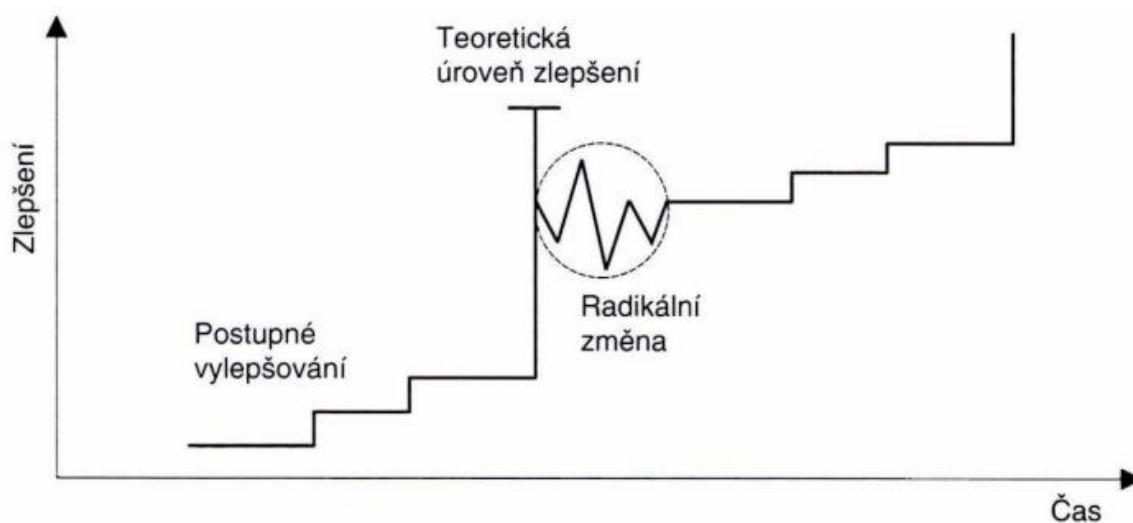 Teoretická
úroveň zlepšení
Zlepšení
Radikální
změna
Postupné
vylepšování
Čas